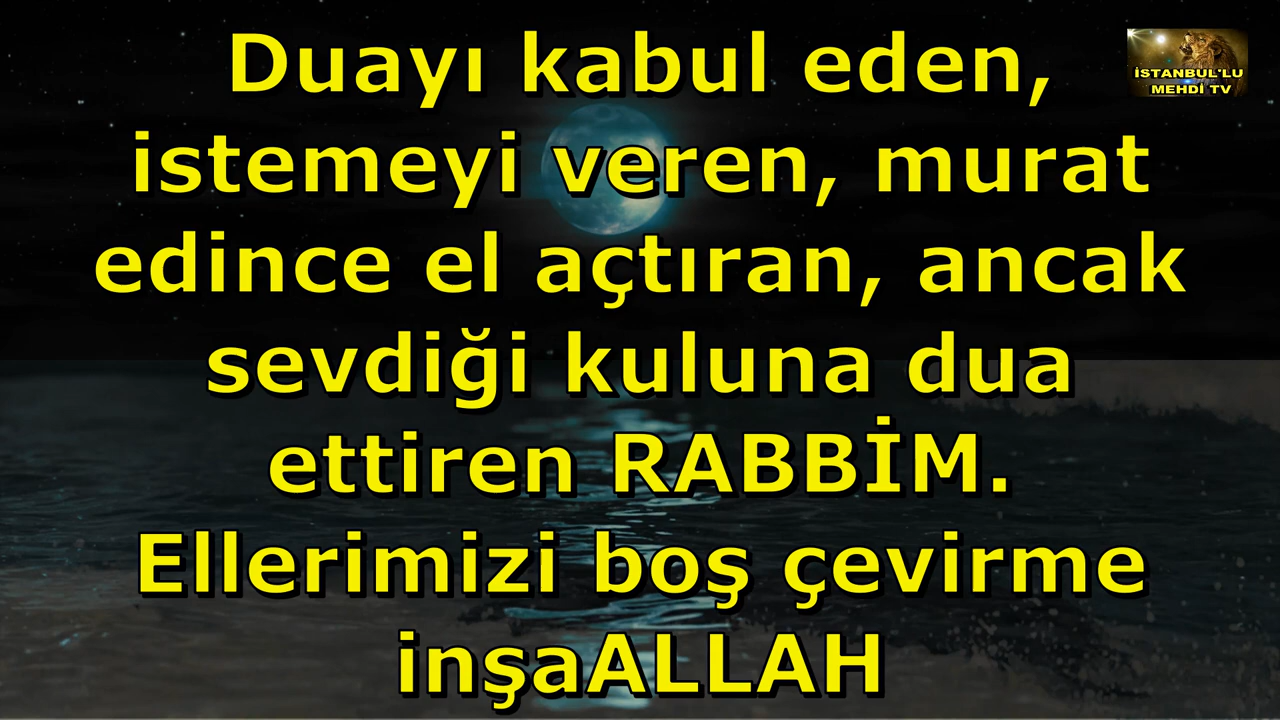 Duayı kabul eden,
istemeyi veren, murat
edince el açtıran, ancak
sevdiği kuluna dua
ettiren RABBİM.
Ellerimizi boş çevirme
inşaALLAH
İSTANBUL'LU
MEHDİ TV